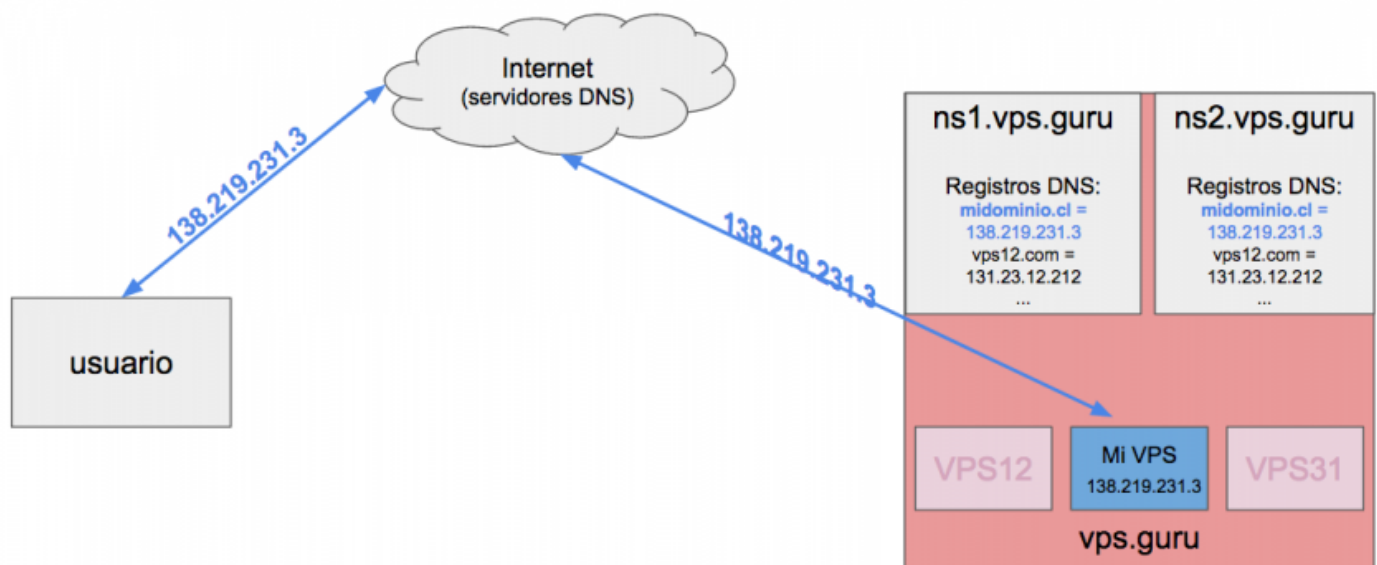 Internet
(servidores DNS)
138.219.231.3
138.219.231.3
usuario
ns1.vps.guru
Registros DNS:
midominio.cl =
138.219.231.3
vps12.com =
131.23.12.212
...
ns2.vps.guru
Registros DNS:
midominio.cl =
138.219.231.3
vps12.com =
131.23.12.212
...
VPS12
Mi VPS
138.219.231.3
VPS31
vps.guru